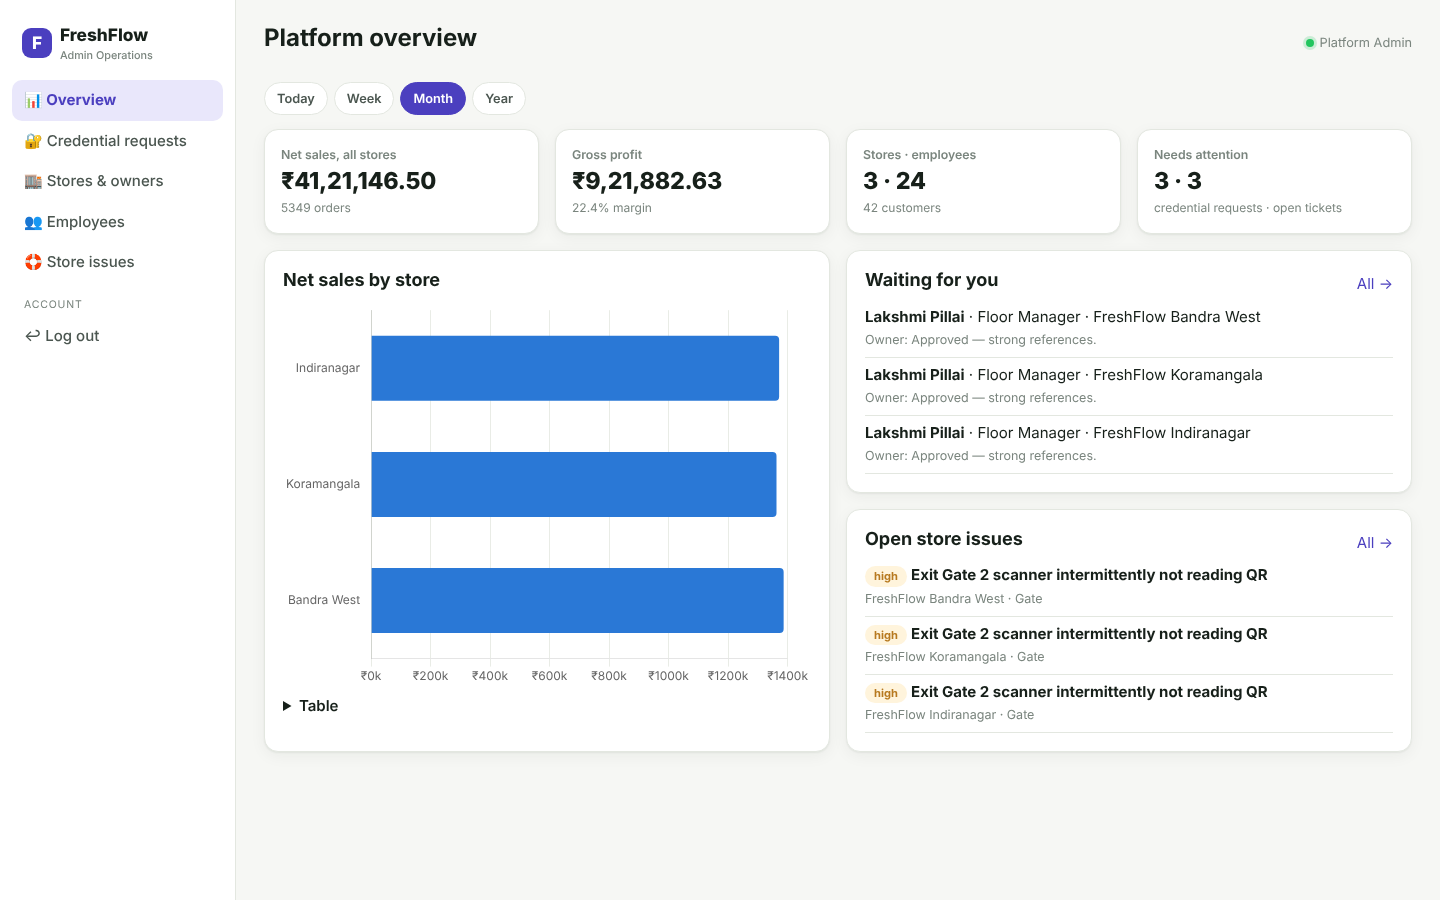 F
FreshFlow
Admin Operations
📊 Overview
🔐 Credential requests
🏬 Stores & owners
👥 Employees
🛟 Store issues
ACCOUNT
↩ Log out
Platform overview
Platform Admin
Today
Week
Month
Year
Net sales, all stores
₹41,21,146.50
5349 orders
Gross profit
₹9,21,882.63
22.4% margin
Stores · employees
3 · 24
42 customers
Needs attention
3 · 3
credential requests · open tickets
Net sales by store
Indiranagar
Koramangala
Bandra West
₹0k ₹200k ₹400k ₹600k ₹800k ₹1000k ₹1200k ₹1400k
▶ Table
Waiting for you
All →
Lakshmi Pillai · Floor Manager · FreshFlow Bandra West
Owner: Approved — strong references.
Lakshmi Pillai · Floor Manager · FreshFlow Koramangala
Owner: Approved — strong references.
Lakshmi Pillai · Floor Manager · FreshFlow Indiranagar
Owner: Approved — strong references.
Open store issues
All →
high Exit Gate 2 scanner intermittently not reading QR
FreshFlow Bandra West · Gate
high Exit Gate 2 scanner intermittently not reading QR
FreshFlow Koramangala · Gate
high Exit Gate 2 scanner intermittently not reading QR
FreshFlow Indiranagar · Gate